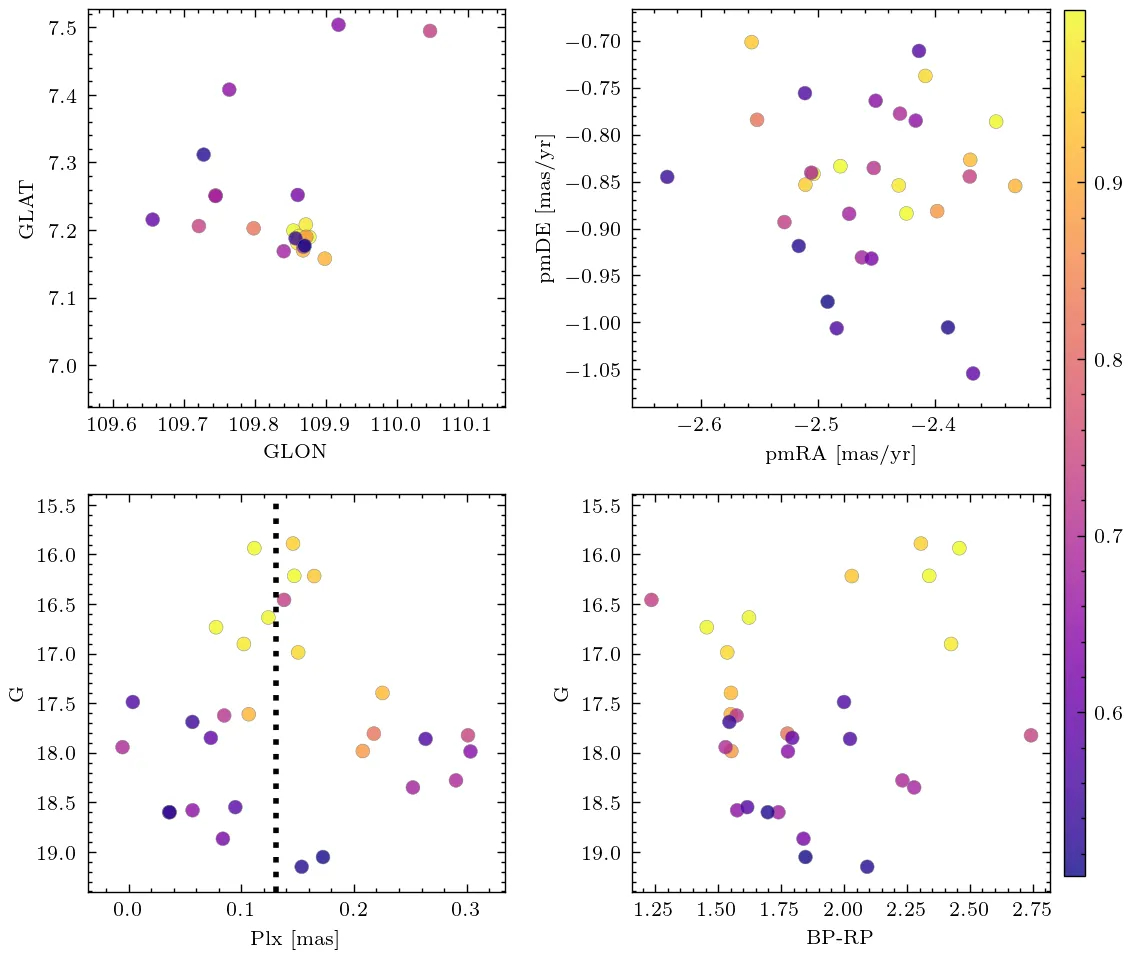 7.5
7.4
7.3
7.2
7.1
7.0
GLAT
109.6 109.7 109.8 109.9 110.0 110.1
GLON
−0.70
−0.75
−0.80
−0.85
−0.90
−0.95
−1.00
−1.05
pmDE [mas/yr]
−2.6 −2.5 −2.4
pmRA [mas/yr]
15.5
16.0
16.5
17.0
17.5
18.0
18.5
19.0
G
0.0 0.1 0.2 0.3
Plx [mas]
15.5
16.0
16.5
17.0
17.5
18.0
18.5
19.0
G
1.25 1.50 1.75 2.00 2.25 2.50 2.75
BP-RP
0.9
0.8
0.7
0.6